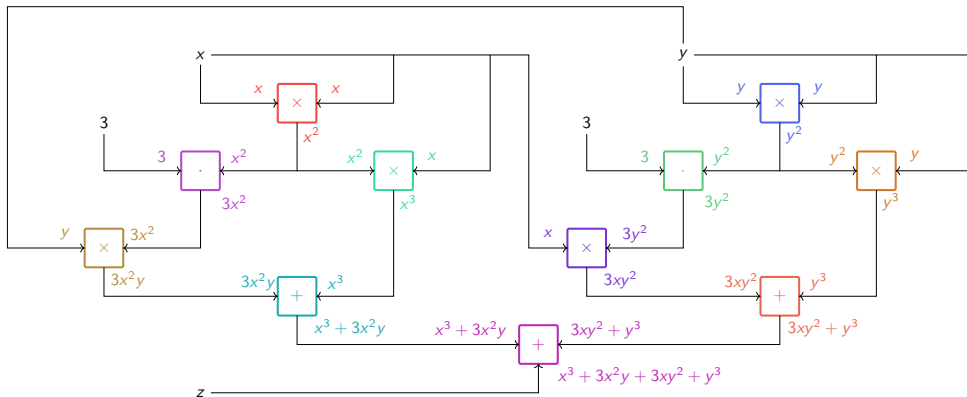 x y
x × x y × y
3 x² 3 y²
3 · x² x² × x 3 · y² y² × y
3x² x³ 3y² y³
y × 3x² x × 3y²
3x²y 3xy²
3x²y + x³ 3xy² + y³
x³ + 3x²y x³ + 3x²y + 3xy² + y³ 3xy² + y³
x³ + 3x²y + 3xy² + y³
z